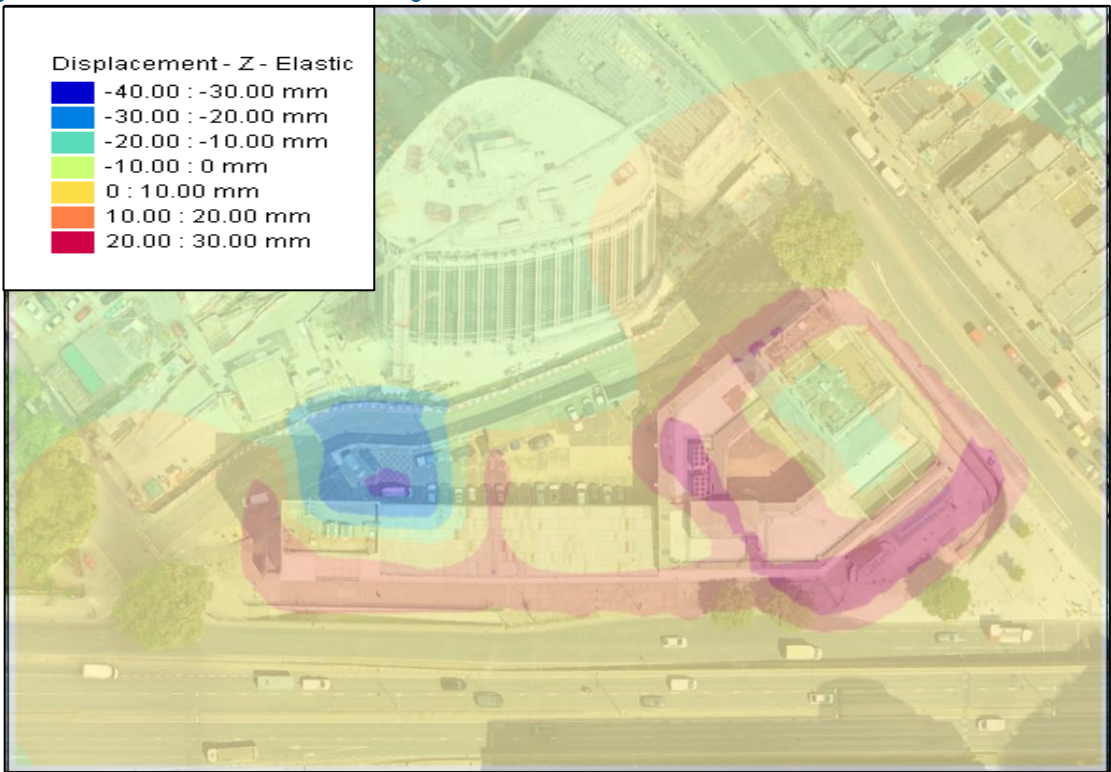 Displacement - Z - Elastic
-40.00 : -30.00 mm
-30.00 : -20.00 mm
-20.00 : -10.00 mm
-10.00 : 0 mm
0 : 10.00 mm
10.00 : 20.00 mm
20.00 : 30.00 mm